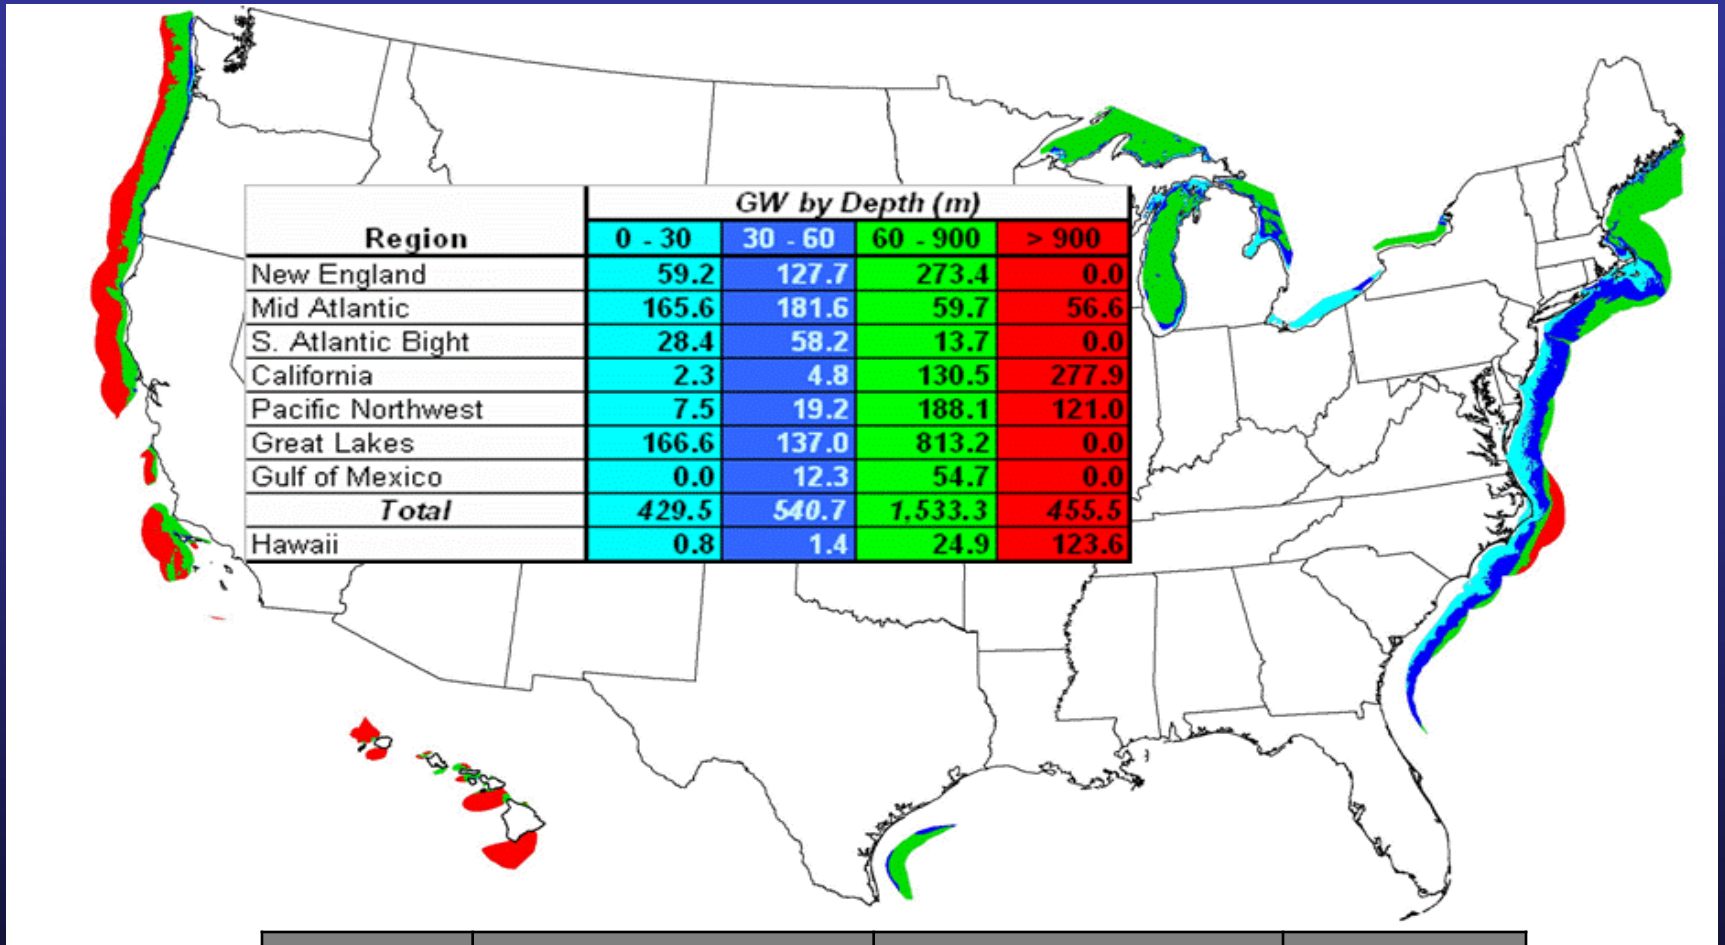 GW by Depth (m)
Region 0 - 30 30 - 60 60 - 900 > 900
New England 59.2 127.7 273.4 0.0
Mid Atlantic 165.6 181.6 59.7 56.6
S. Atlantic Bight 28.4 58.2 13.7 0.0
California 2.3 4.8 130.5 277.9
Pacific Northwest 7.5 19.2 188.1 121.0
Great Lakes 166.6 137.0 813.2 0.0
Gulf of Mexico 0.0 12.3 54.7 0.0
Total 429.5 540.7 1,533.3 455.5
Hawaii 0.8 1.4 24.9 123.6